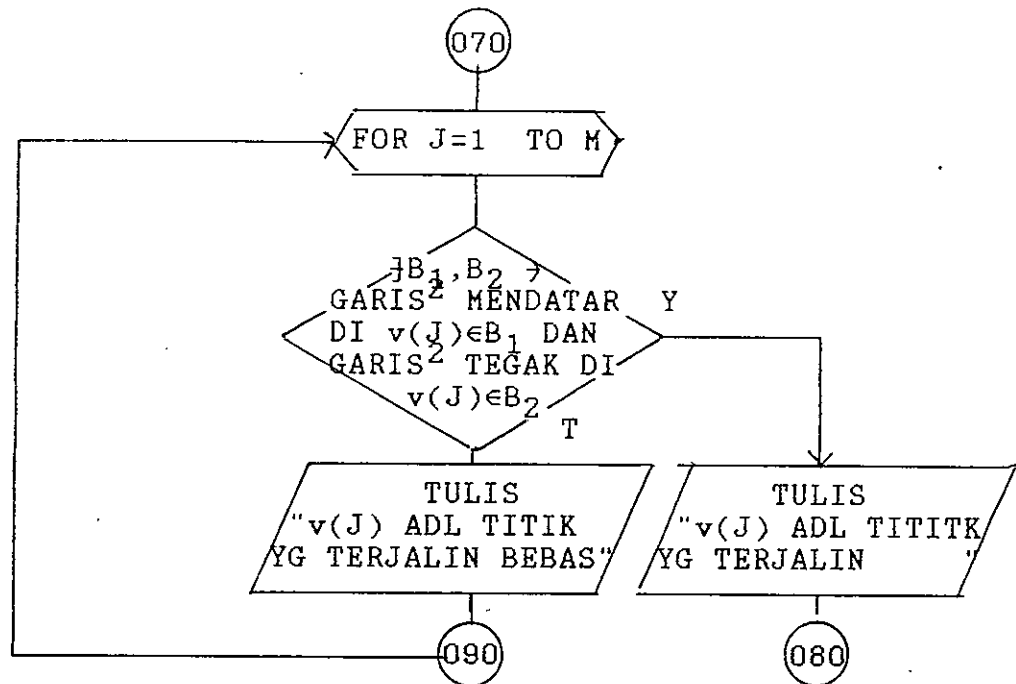 070
FOR J=1 TO M
∃B₁,B₂ ∋
GARIS² MENDATAR
DI v(J)∈B₁ DAN
GARIS² TEGAK DI
v(J)∈B₂
Y
T
TULIS
"v(J) ADL TITIK
YG TERJALIN BEBAS"
TULIS
"v(J) ADL TITITK
YG TERJALIN "
090
080